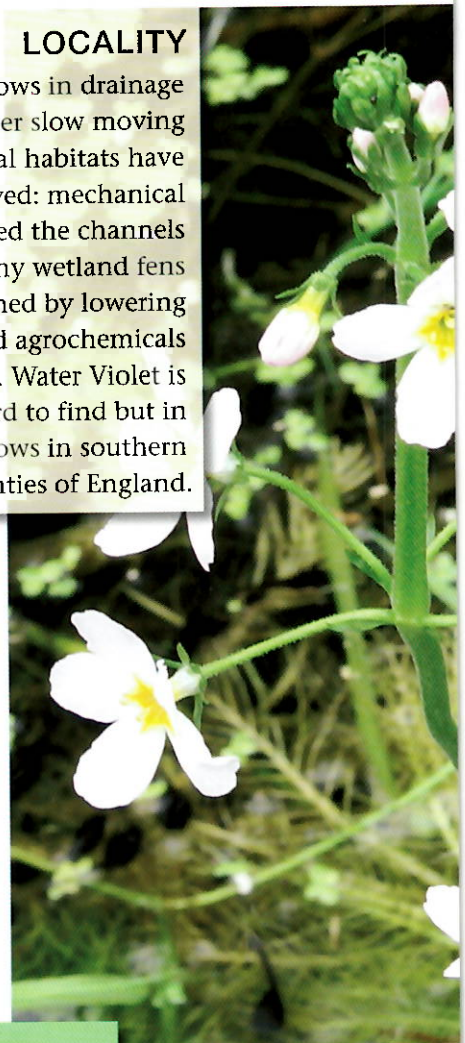 LOCALITY
ows in drainage
er slow moving
al habitats have
ved: mechanical
ed the channels
ny wetland fens
ned by lowering
d agrochemicals
. Water Violet is
rd to find but in
ows in southern
nties of England.